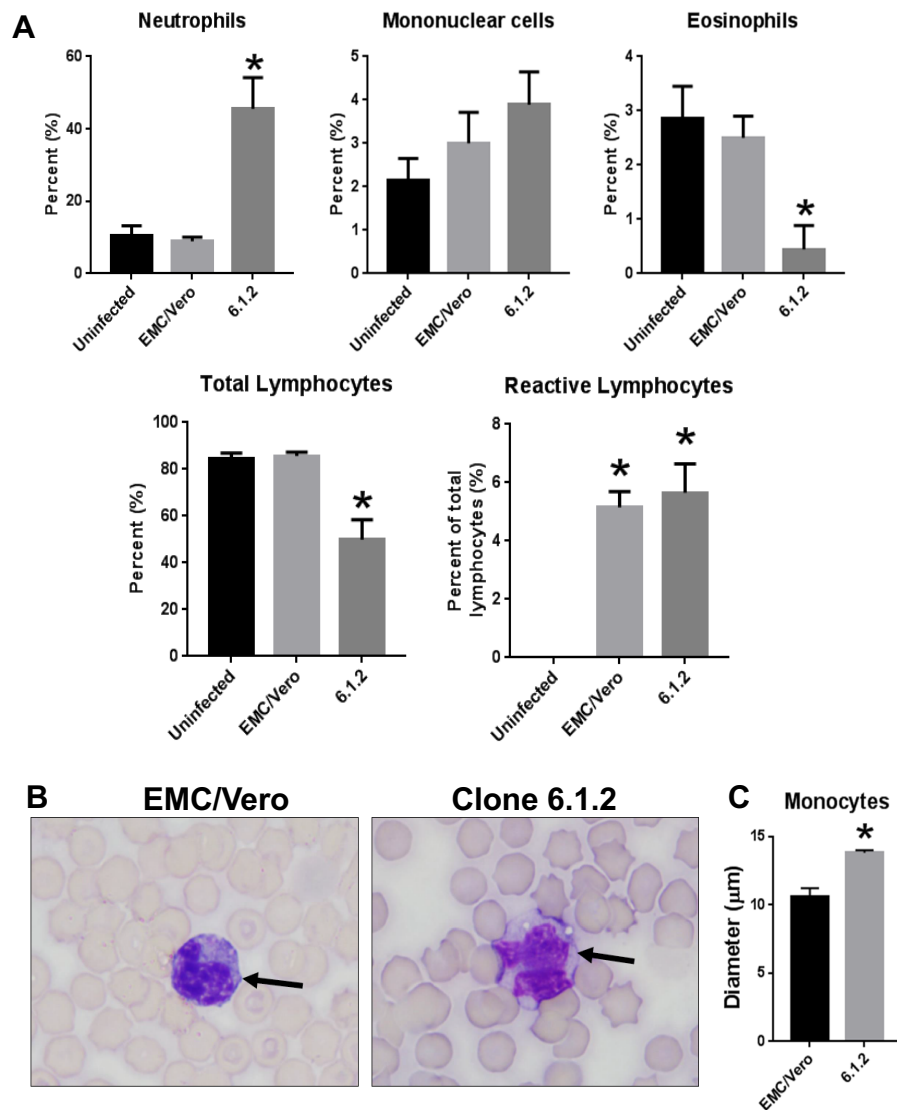 A
Neutrophils
Percent (%)
60
40
20
0
*
Uninfected
EMC/Vero
6.1.2
Mononuclear cells
Percent (%)
5
4
3
2
1
0
Uninfected
EMC/Vero
6.1.2
Eosinophils
Percent (%)
4
3
2
1
0
*
Uninfected
EMC/Vero
6.1.2
Total Lymphocytes
Percent (%)
100
80
60
40
20
0
*
Uninfected
EMC/Vero
6.1.2
Reactive Lymphocytes
Percent of total
lymphocytes (%)
8
6
4
2
0
*
*
Uninfected
EMC/Vero
6.1.2
B
EMC/Vero
Clone 6.1.2
C
Monocytes
Diameter (μm)
15
10
5
0
*
EMC/Vero
6.1.2